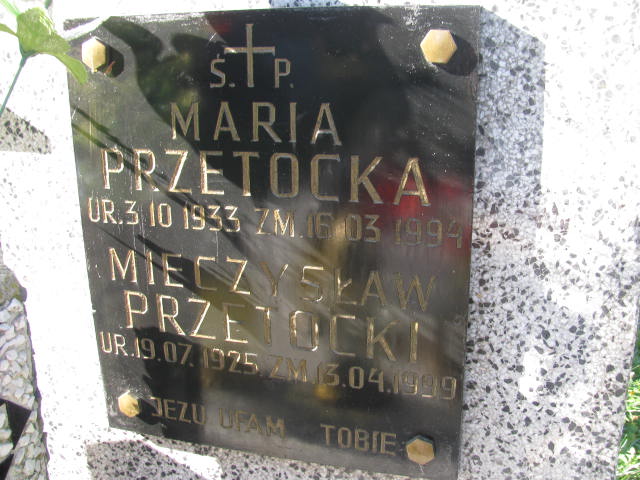 Ś. P.
MARIA
PRZETOCKA
UR. 3 10 1933 ZM. 16 03 1994
MIECZYSŁAW
PRZETOCKI
UR. 19.07.1925. ZM. 13.04.1999
JEZU UFAM TOBIE